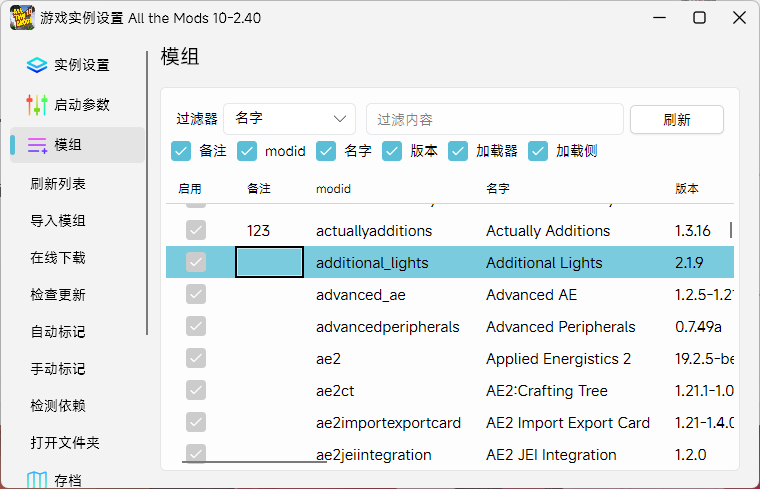 游戏实例设置 All the Mods 10-2.40
实例设置
启动参数
模组
刷新列表
导入模组
在线下载
检查更新
自动标记
手动标记
检测依赖
打开文件夹
存档
模组
过滤器 名字 过滤内容 刷新
备注 modid 名字 版本 加载器 加载侧
启用 备注 modid 名字 版本
123 actuallyadditions Actually Additions 1.3.16
additional_lights Additional Lights 2.1.9
advanced_ae Advanced AE 1.2.5-1.21
advancedperipherals Advanced Peripherals 0.7.49a
ae2 Applied Energistics 2 19.2.5-be
ae2ct AE2:Crafting Tree 1.21.1-1.0
ae2importexportcard AE2 Import Export Card 1.21-1.4.0
ae2jeiintegration AE2 JEI Integration 1.2.0